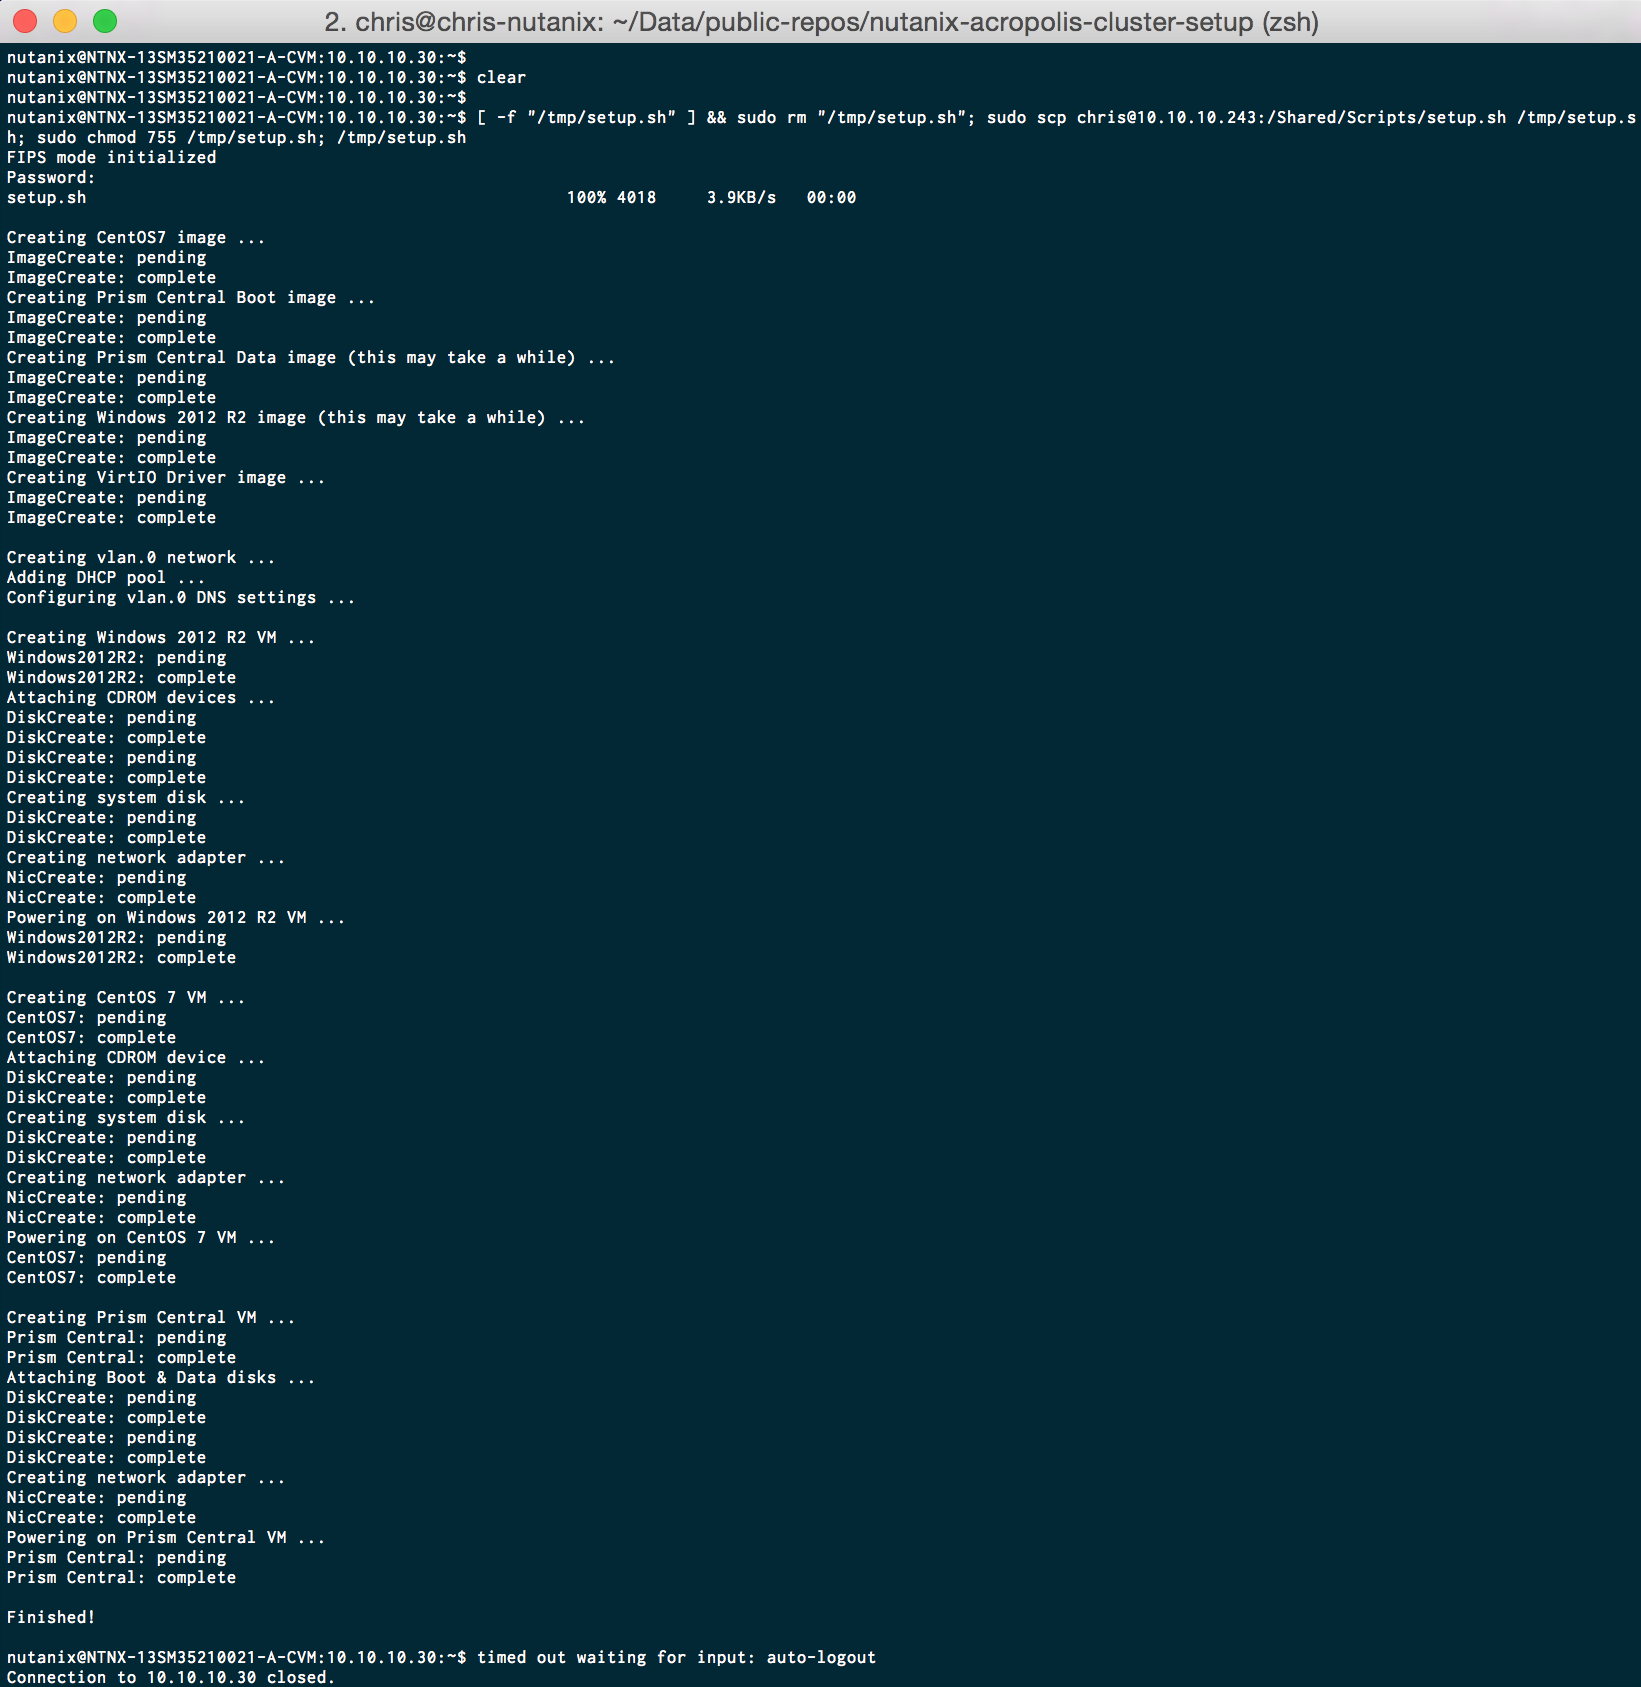 2. chris@chris-nutanix: ~/Data/public-repos/nutanix-acropolis-cluster-setup (zsh)
nutanix@NTNX-13SM35210021-A-CVM:10.10.10.30:~$
nutanix@NTNX-13SM35210021-A-CVM:10.10.10.30:~$ clear
nutanix@NTNX-13SM35210021-A-CVM:10.10.10.30:~$
nutanix@NTNX-13SM35210021-A-CVM:10.10.10.30:~$ [ -f "/tmp/setup.sh" ] && sudo rm "/tmp/setup.sh"; sudo scp chris@10.10.10.243:/Shared/Scripts/setup.sh /tmp/setup.s
h; sudo chmod 755 /tmp/setup.sh; /tmp/setup.sh
FIPS mode initialized
Password:
setup.sh 100% 4018 3.9KB/s 00:00
Creating CentOS7 image ...
ImageCreate: pending
ImageCreate: complete
Creating Prism Central Boot image ...
ImageCreate: pending
ImageCreate: complete
Creating Prism Central Data image (this may take a while) ...
ImageCreate: pending
ImageCreate: complete
Creating Windows 2012 R2 image (this may take a while) ...
ImageCreate: pending
ImageCreate: complete
Creating VirtIO Driver image ...
ImageCreate: pending
ImageCreate: complete
Creating vlan.0 network ...
Adding DHCP pool ...
Configuring vlan.0 DNS settings ...
Creating Windows 2012 R2 VM ...
Windows2012R2: pending
Windows2012R2: complete
Attaching CDROM devices ...
DiskCreate: pending
DiskCreate: complete
DiskCreate: pending
DiskCreate: complete
Creating system disk ...
DiskCreate: pending
DiskCreate: complete
Creating network adapter ...
NicCreate: pending
NicCreate: complete
Powering on Windows 2012 R2 VM ...
Windows2012R2: pending
Windows2012R2: complete
Creating CentOS 7 VM ...
CentOS7: pending
CentOS7: complete
Attaching CDROM device ...
DiskCreate: pending
DiskCreate: complete
Creating system disk ...
DiskCreate: pending
DiskCreate: complete
Creating network adapter ...
NicCreate: pending
NicCreate: complete
Powering on CentOS 7 VM ...
CentOS7: pending
CentOS7: complete
Creating Prism Central VM ...
Prism Central: pending
Prism Central: complete
Attaching Boot & Data disks ...
DiskCreate: pending
DiskCreate: complete
DiskCreate: pending
DiskCreate: complete
Creating network adapter ...
NicCreate: pending
NicCreate: complete
Powering on Prism Central VM ...
Prism Central: pending
Prism Central: complete
Finished!
nutanix@NTNX-13SM35210021-A-CVM:10.10.10.30:~$ timed out waiting for input: auto-logout
Connection to 10.10.10.30 closed.